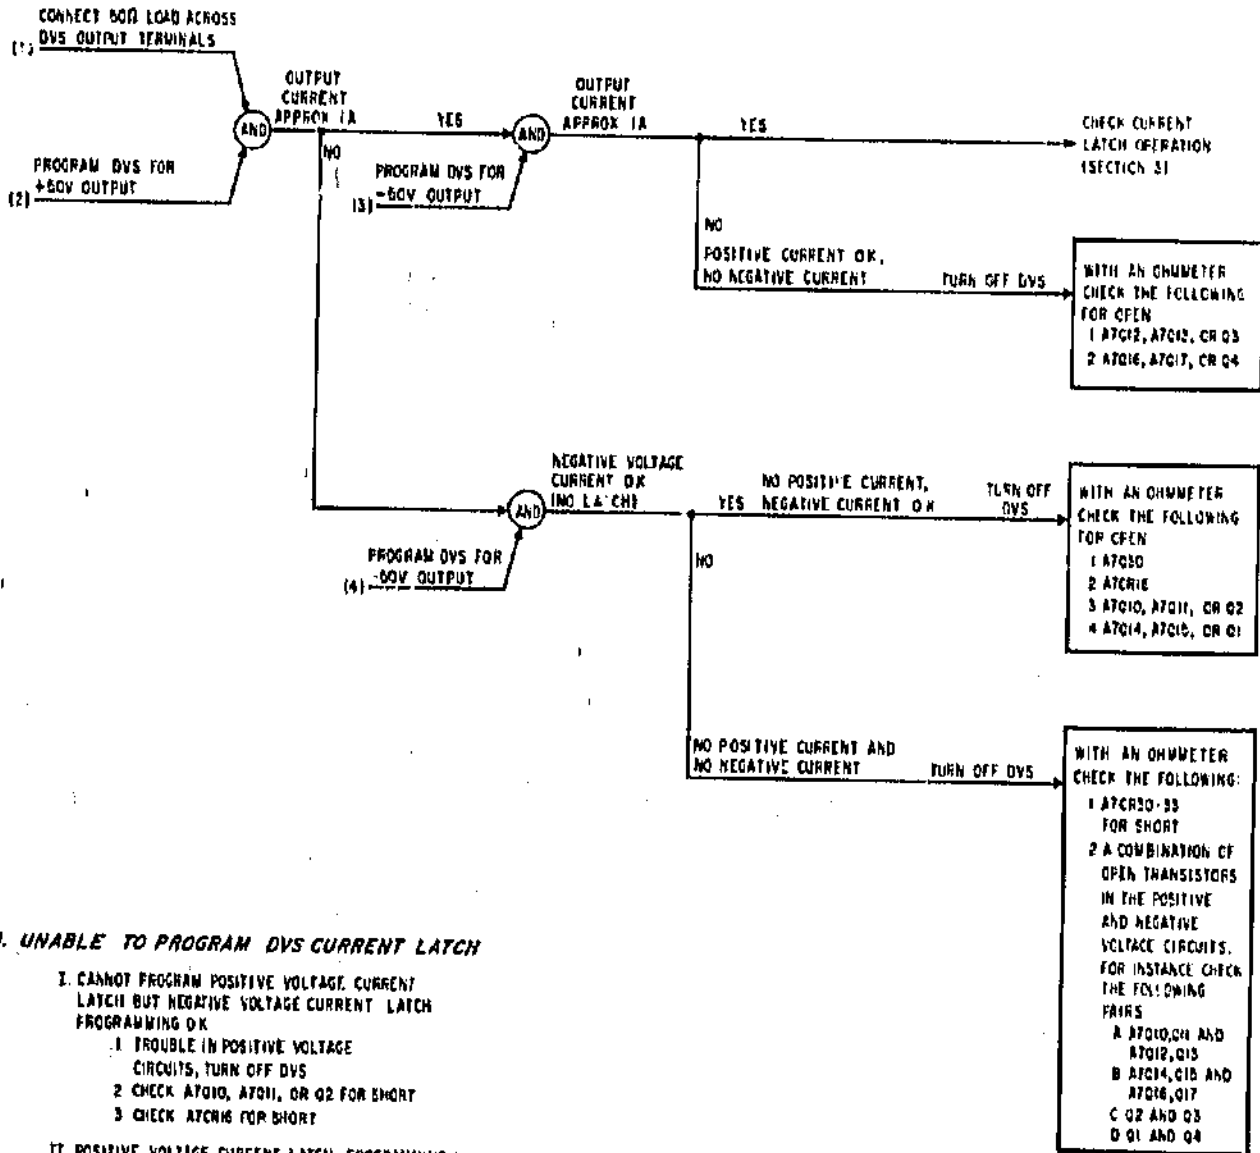 CONNECT 50Ω LOAD ACROSS
DVS OUTPUT TERMINALS
(1)
OUTPUT
CURRENT
APPROX 1A
AND
YES
NO
PROGRAM DVS FOR
+50V OUTPUT
(2)
OUTPUT
CURRENT
APPROX 1A
AND
YES
PROGRAM DVS FOR
-50V OUTPUT
(3)
CHECK CURRENT
LATCH OPERATION
(SECTION 3)
NO
POSITIVE CURRENT OK,
NO NEGATIVE CURRENT
TURN OFF DVS
WITH AN OHMMETER
CHECK THE FOLLOWING
FOR OPEN
1 A7Q12, A7Q13, OR Q3
2 A7Q16, A7Q17, OR Q4
NEGATIVE VOLTAGE
CURRENT OK
(NO LATCH)
AND
YES
NO POSITIVE CURRENT,
NEGATIVE CURRENT OK
TURN OFF
DVS
PROGRAM DVS FOR
-50V OUTPUT
(4)
NO
WITH AN OHMMETER
CHECK THE FOLLOWING
FOR OPEN
1 A7Q30
2 A7CR16
3 A7Q10, A7Q11, OR Q2
4 A7Q14, A7Q15, OR Q1
NO POSITIVE CURRENT AND
NO NEGATIVE CURRENT
TURN OFF DVS
WITH AN OHMMETER
CHECK THE FOLLOWING:
1 A7CR30-33
FOR SHORT
2 A COMBINATION OF
OPEN TRANSISTORS
IN THE POSITIVE
AND NEGATIVE
VOLTAGE CIRCUITS.
FOR INSTANCE CHECK
THE FOLLOWING
PAIRS
A A7Q10,Q11 AND
A7Q12,Q13
B A7Q14,Q15 AND
A7Q16,Q17
C Q2 AND Q3
D Q1 AND Q4
. UNABLE TO PROGRAM DVS CURRENT LATCH
I. CANNOT PROGRAM POSITIVE VOLTAGE CURRENT
LATCH BUT NEGATIVE VOLTAGE CURRENT LATCH
PROGRAMMING OK
1 TROUBLE IN POSITIVE VOLTAGE
CIRCUITS, TURN OFF DVS
2 CHECK A7Q10, A7Q11, OR Q2 FOR SHORT
3 CHECK A7CR16 FOR SHORT
II. POSITIVE VOLTAGE CURRENT LATCH PROGRAMMING